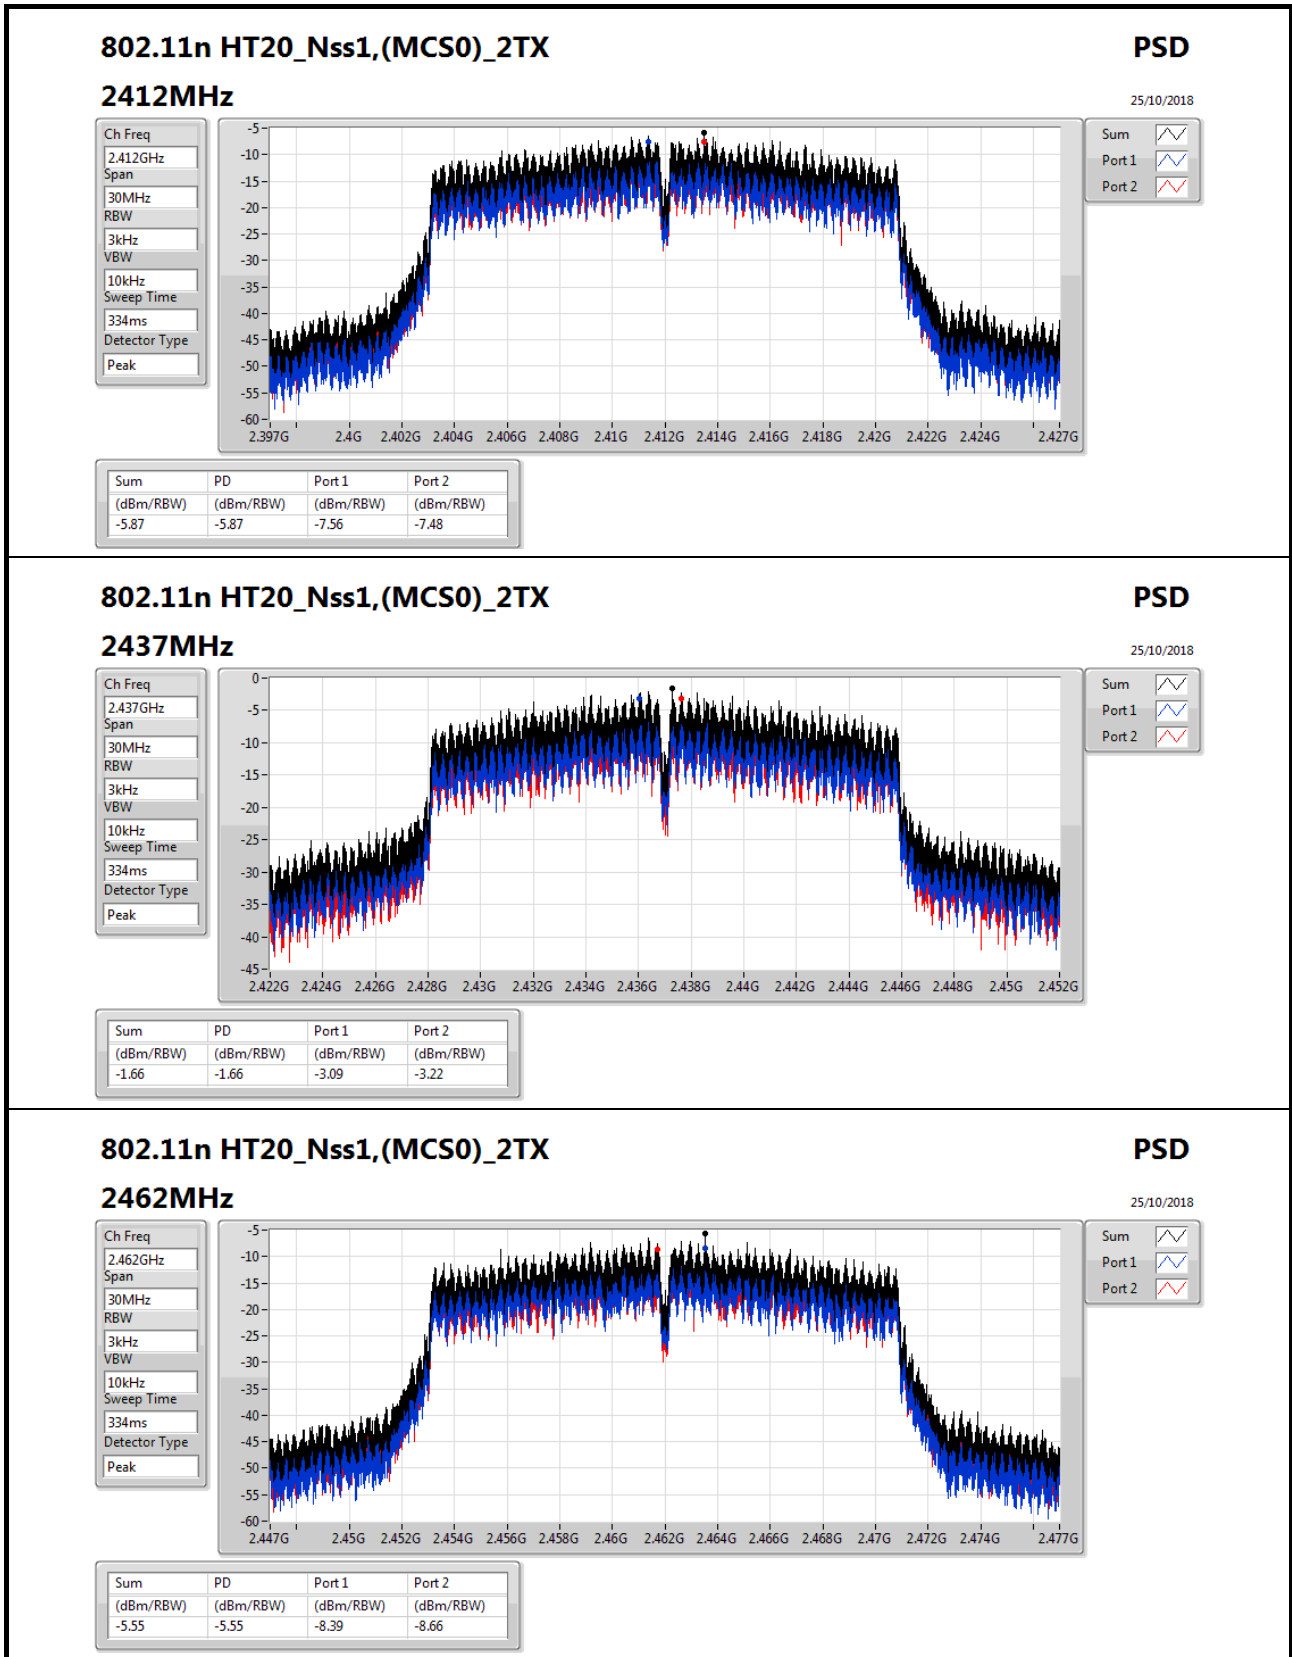 802.11n HT20_Nss1,(MCS0)_2TX PSD
2412MHz 25/10/2018
Ch Freq
2.412GHz
Span
30MHz
RBW
3kHz
VBW
10kHz
Sweep Time
334ms
Detector Type
Peak
-5
-10
-15
-20
-25
-30
-35
-40
-45
-50
-55
-60
2.397G 2.4G 2.402G 2.404G 2.406G 2.408G 2.41G 2.412G 2.414G 2.416G 2.418G 2.42G 2.422G 2.424G 2.427G
Sum
Port 1
Port 2
Sum PD Port 1 Port 2
(dBm/RBW) (dBm/RBW) (dBm/RBW) (dBm/RBW)
-5.87 -5.87 -7.56 -7.48
802.11n HT20_Nss1,(MCS0)_2TX PSD
2437MHz 25/10/2018
Ch Freq
2.437GHz
Span
30MHz
RBW
3kHz
VBW
10kHz
Sweep Time
334ms
Detector Type
Peak
0
-5
-10
-15
-20
-25
-30
-35
-40
-45
2.422G 2.424G 2.426G 2.428G 2.43G 2.432G 2.434G 2.436G 2.438G 2.44G 2.442G 2.444G 2.446G 2.448G 2.45G 2.452G
Sum
Port 1
Port 2
Sum PD Port 1 Port 2
(dBm/RBW) (dBm/RBW) (dBm/RBW) (dBm/RBW)
-1.66 -1.66 -3.09 -3.22
802.11n HT20_Nss1,(MCS0)_2TX PSD
2462MHz 25/10/2018
Ch Freq
2.462GHz
Span
30MHz
RBW
3kHz
VBW
10kHz
Sweep Time
334ms
Detector Type
Peak
-5
-10
-15
-20
-25
-30
-35
-40
-45
-50
-55
-60
2.447G 2.45G 2.452G 2.454G 2.456G 2.458G 2.46G 2.462G 2.464G 2.466G 2.468G 2.47G 2.472G 2.474G 2.477G
Sum
Port 1
Port 2
Sum PD Port 1 Port 2
(dBm/RBW) (dBm/RBW) (dBm/RBW) (dBm/RBW)
-5.55 -5.55 -8.39 -8.66